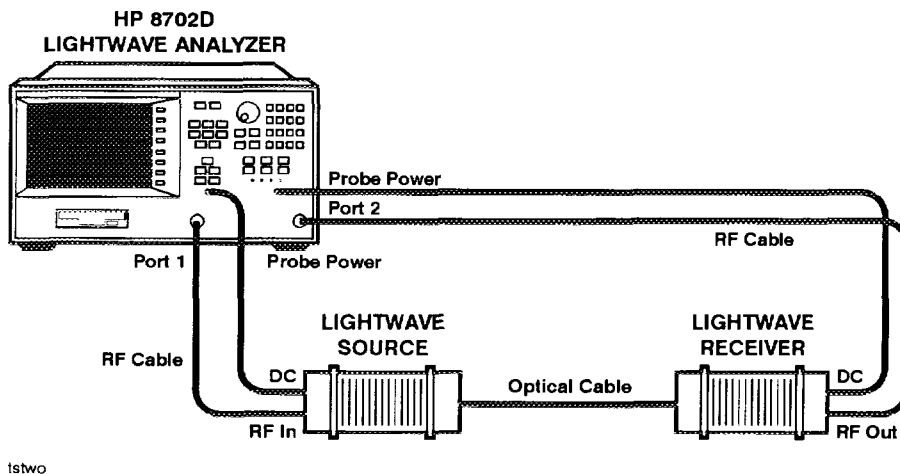 HP 8702D
LIGHTWAVE ANALYZER
Probe Power
Port 2
RF Cable
Port 1
Probe Power
RF Cable
LIGHTWAVE
SOURCE
LIGHTWAVE
RECEIVER
DC
Optical Cable
DC
RF In
RF Out
tstwo